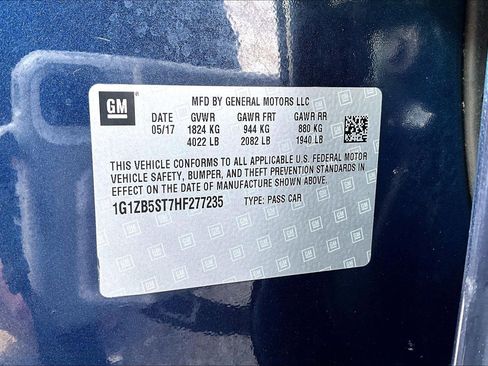 GM
MFD BY GENERAL MOTORS LLC
GVWR GAWR FRT GAWR RR
05/17 1824 KG 944 KG 880 KG
4022 LB 2082 LB 1940 LB
THIS VEHICLE CONFORMS TO ALL APPLICABLE U.S. FEDERAL MOTOR
VEHICLE SAFETY, BUMPER, AND THEFT PREVENTION STANDARDS IN
EFFECT ON THE DATE OF MANUFACTURE SHOWN ABOVE.
1G1ZB5ST7HF277235 TYPE: PASS CAR